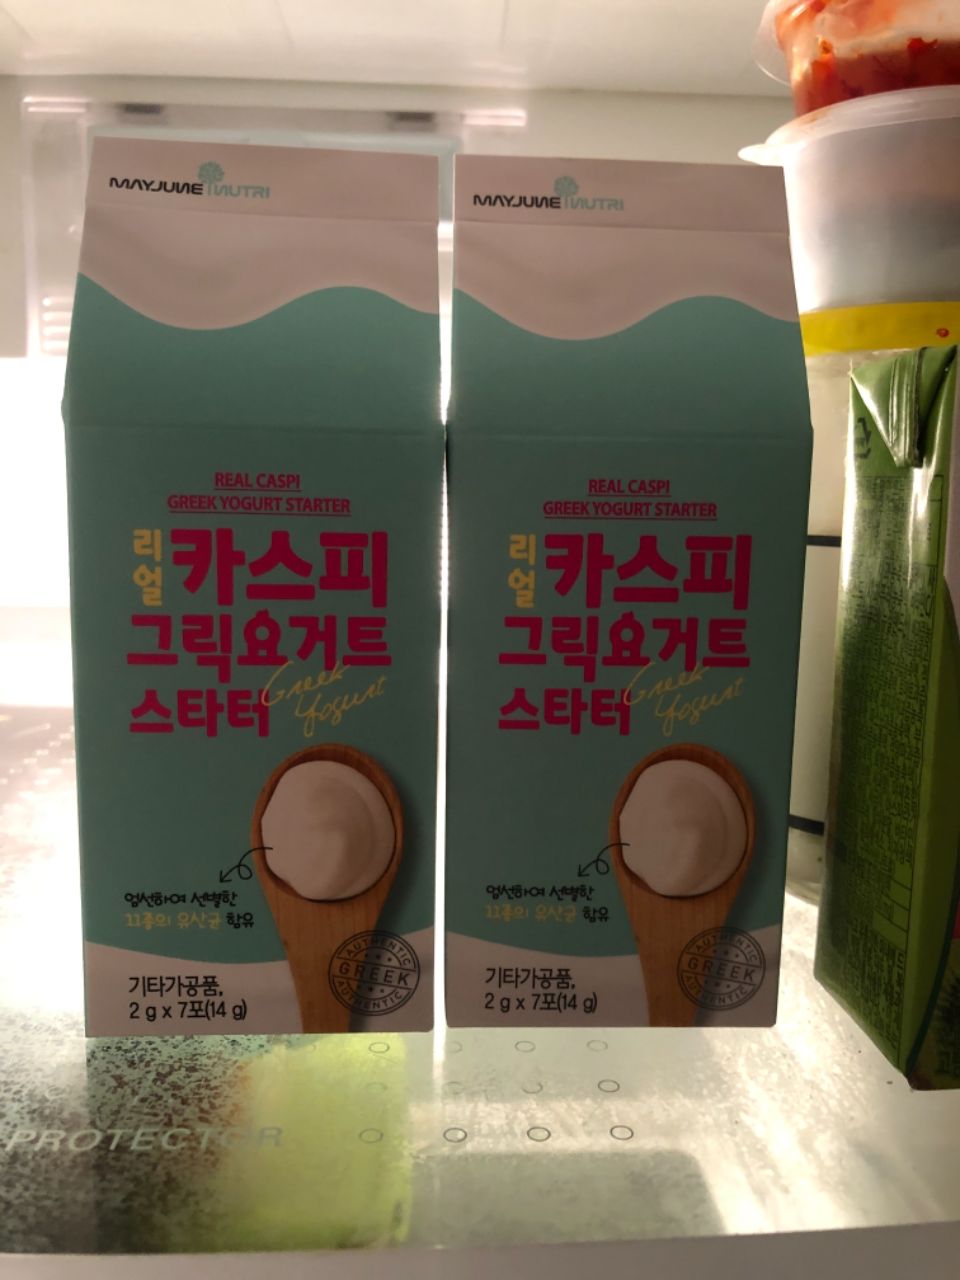 MAYJUNE NUTRI
REAL CASPI
GREEK YOGURT STARTER
리얼 카스피
그릭요거트
스타터
Greek
Yogurt
엄선하여 선별한
11종의 유산균 함유
기타가공품,
2 g x 7포(14 g)
AUTHENTIC
GREEK
AUTHENTIC
MAYJUNE NUTRI
REAL CASPI
GREEK YOGURT STARTER
리얼 카스피
그릭요거트
스타터
Greek
Yogurt
엄선하여 선별한
11종의 유산균 함유
기타가공품,
2 g x 7포(14 g)
AUTHENTIC
GREEK
AUTHENTIC
PROTECTOR